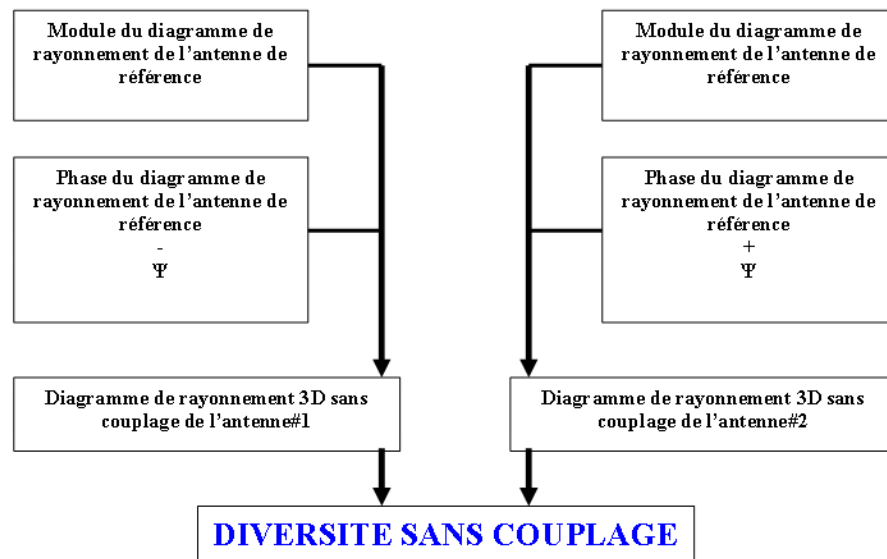 Module du diagramme de
rayonnement de l'antenne de
référence
Module du diagramme de
rayonnement de l'antenne de
référence
Phase du diagramme de
rayonnement de l'antenne de
référence
-
Ψ
Phase du diagramme de
rayonnement de l'antenne de
référence
+
Ψ
Diagramme de rayonnement 3D sans
couplage de l'antenne#1
Diagramme de rayonnement 3D sans
couplage de l'antenne#2
DIVERSITE SANS COUPLAGE